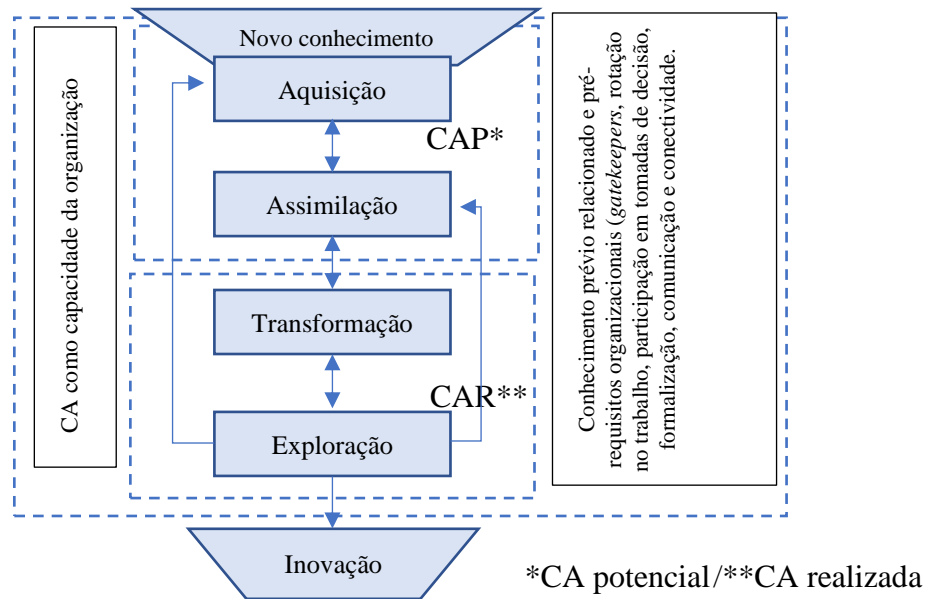 Novo conhecimento
Aquisição
CAP*
Assimilação
Transformação
CAR**
Exploração
Inovação
CA como capacidade da organização
Conhecimento prévio relacionado e pré-
requisitos organizacionais (gatekeepers, rotação
no trabalho, participação em tomadas de decisão,
formalização, comunicação e conectividade.
*CA potencial/**CA realizada